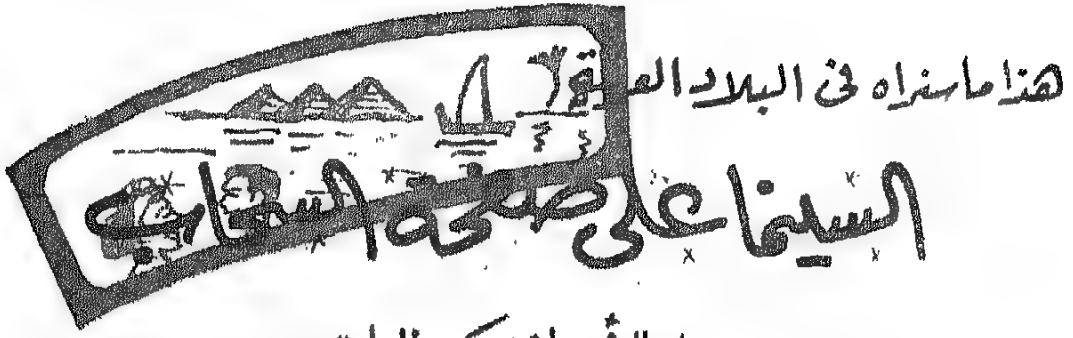 هذا ما سنراه في البلاد العربية
السينما على صفحة السحاب